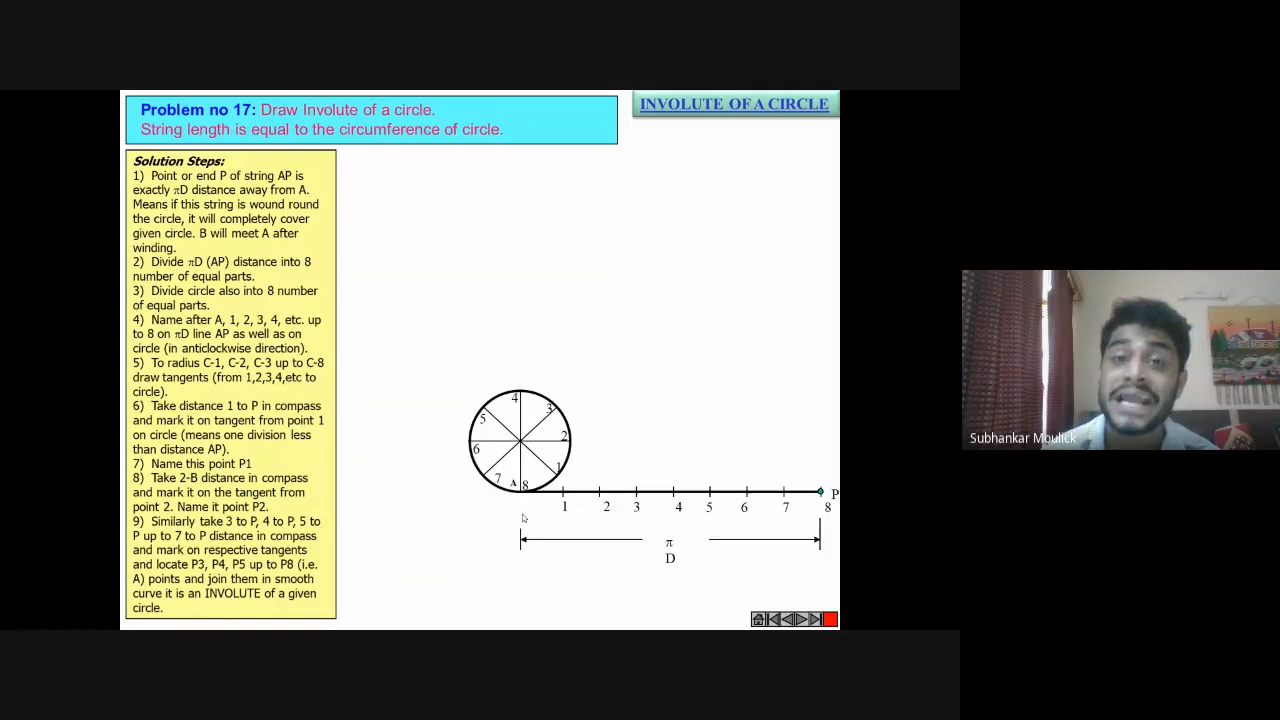 Problem no 17: Draw Involute of a circle.
String length is equal to the circumference of circle.
INVOLUTE OF A CIRCLE
Solution Steps:
1) Point or end P of string AP is
exactly πD distance away from A.
Means if this string is wound round
the circle, it will completely cover
given circle. B will meet A after
winding.
2) Divide πD (AP) distance into 8
number of equal parts.
3) Divide circle also into 8 number
of equal parts.
4) Name after A, 1, 2, 3, 4, etc. up
to 8 on πD line AP as well as on
circle (in anticlockwise direction).
5) To radius C-1, C-2, C-3 up to C-8
draw tangents (from 1,2,3,4,etc to
circle).
6) Take distance 1 to P in compass
and mark it on tangent from point 1
on circle (means one division less
than distance AP).
7) Name this point P1
8) Take 2-B distance in compass
and mark it on the tangent from
point 2. Name it point P2.
9) Similarly take 3 to P, 4 to P, 5 to
P up to 7 to P distance in compass
and mark on respective tangents
and locate P3, P4, P5 up to P8 (i.e.
A) points and join them in smooth
curve it is an INVOLUTE of a given
circle.
4
5 3
6 2
7 1
A 8
P
1 2 3 4 5 6 7 8
π
D
Subhankar Moulick